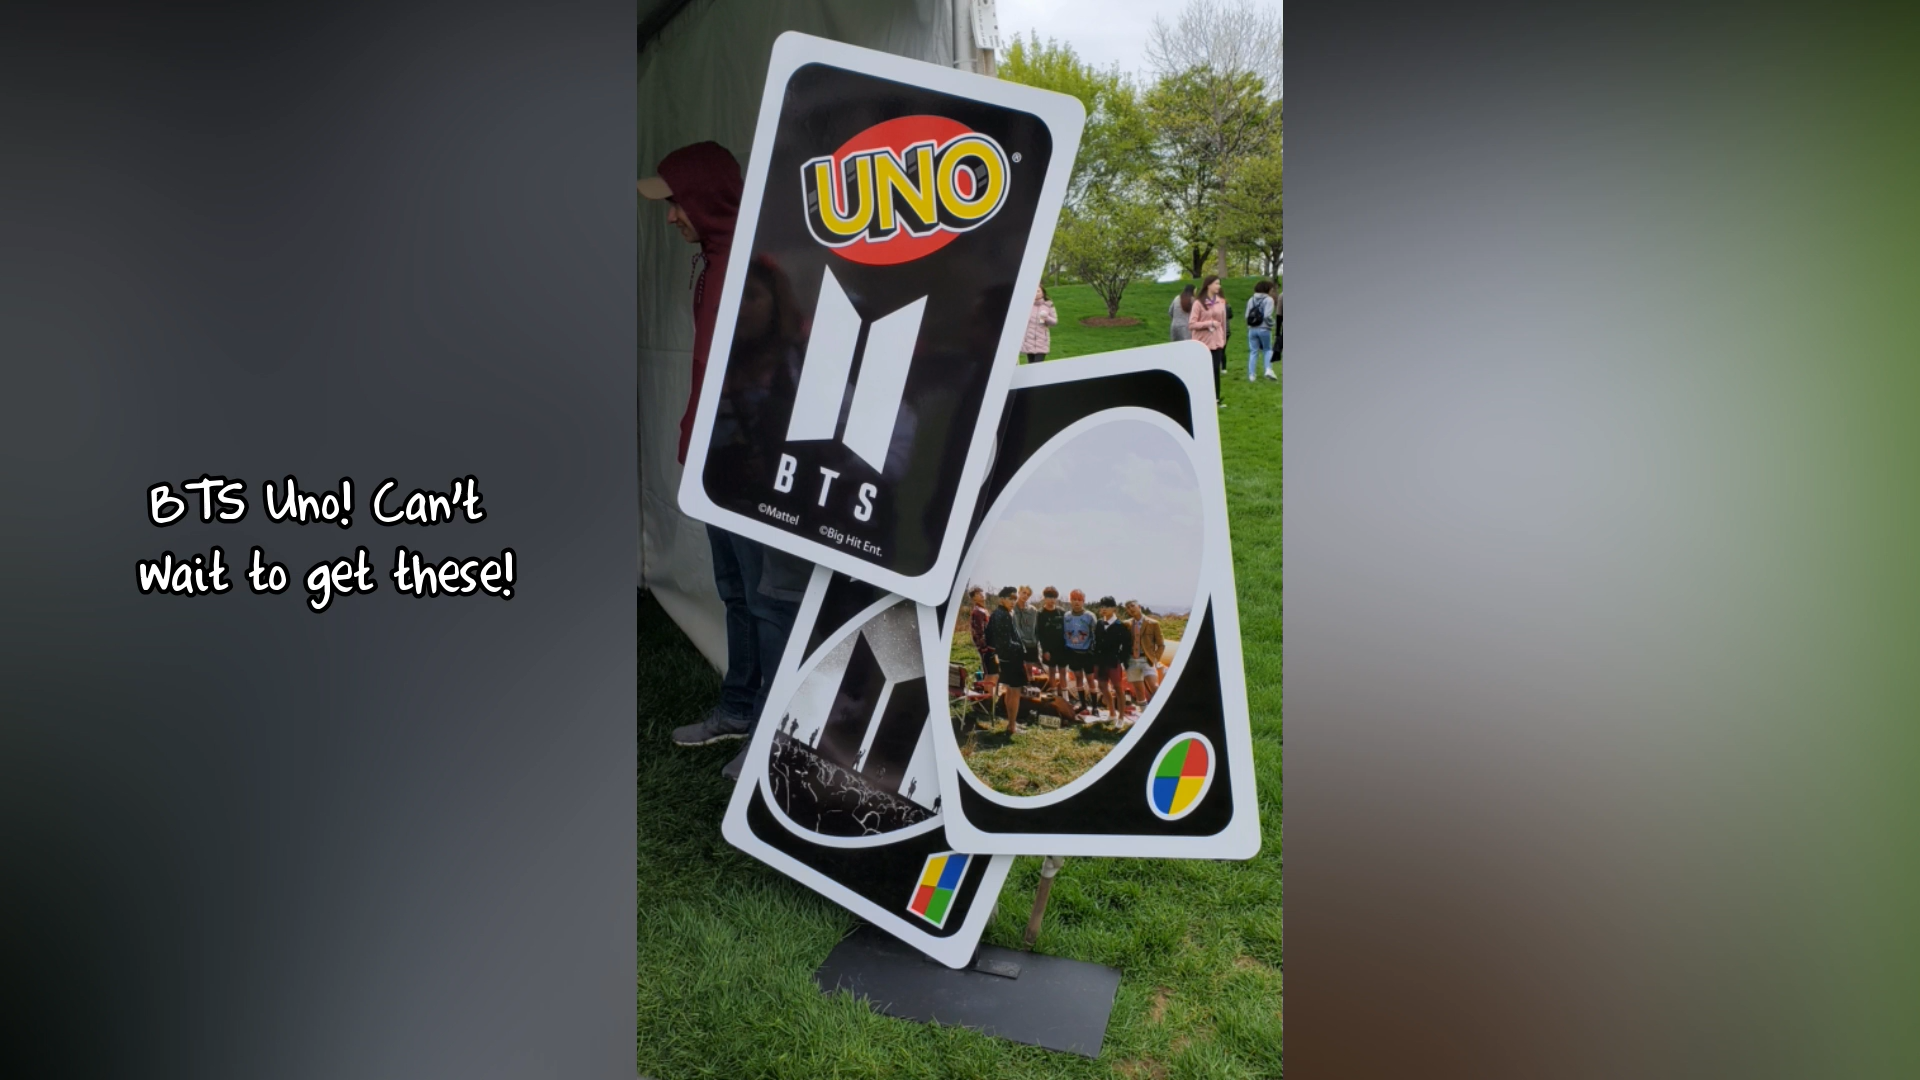 UNO®
BTS
©Mattel ©Big Hit Ent.
BTS Uno! Can't
wait to get these!